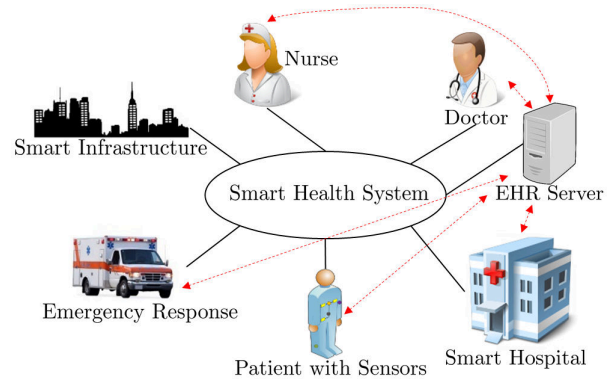 Nurse
Doctor
Smart Infrastructure
Smart Health System
EHR Server
Emergency Response
Patient with Sensors
Smart Hospital